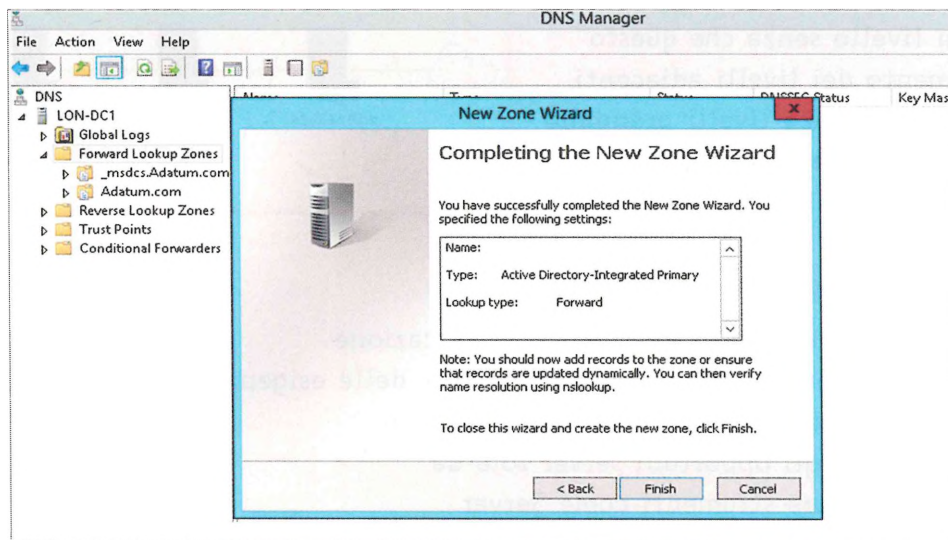 DNS Manager
File Action View Help
DNS
LON-DC1
Global Logs
Forward Lookup Zones
_msdcs.Adatum.com
Adatum.com
Reverse Lookup Zones
Trust Points
Conditional Forwarders
Status
Key Mas
New Zone Wizard
Completing the New Zone Wizard
You have successfully completed the New Zone Wizard. You
specified the following settings:
Name:
Type: Active Directory-Integrated Primary
Lookup type: Forward
Note: You should now add records to the zone or ensure
that records are updated dynamically. You can then verify
name resolution using nslookup.
To close this wizard and create the new zone, click Finish.
< Back
Finish
Cancel